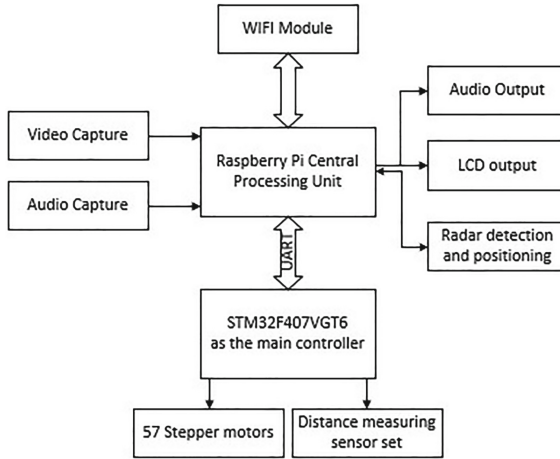 WIFI Module
Audio Output
Video Capture
Raspberry Pi Central
Processing Unit
LCD output
Audio Capture
Radar detection
and positioning
UART
STM32F407VGT6
as the main controller
57 Stepper motors
Distance measuring
sensor set